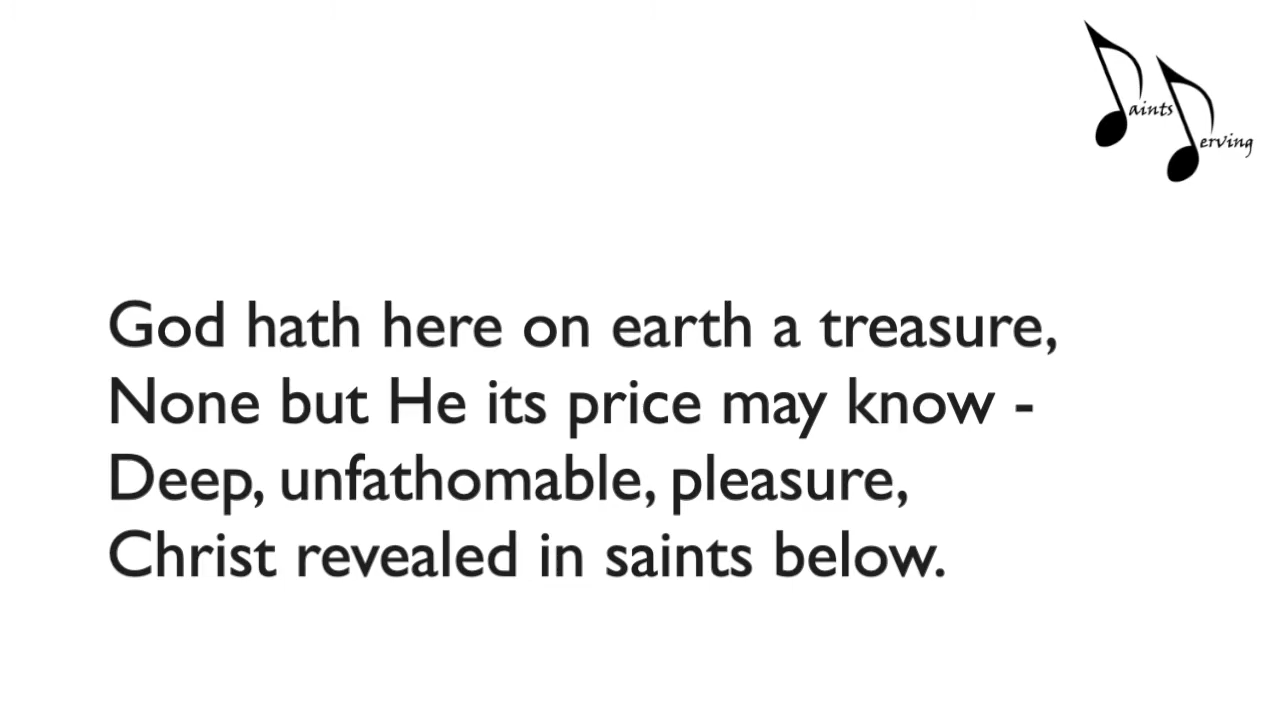 aints
erving
God hath here on earth a treasure,
None but He its price may know -
Deep, unfathomable, pleasure,
Christ revealed in saints below.